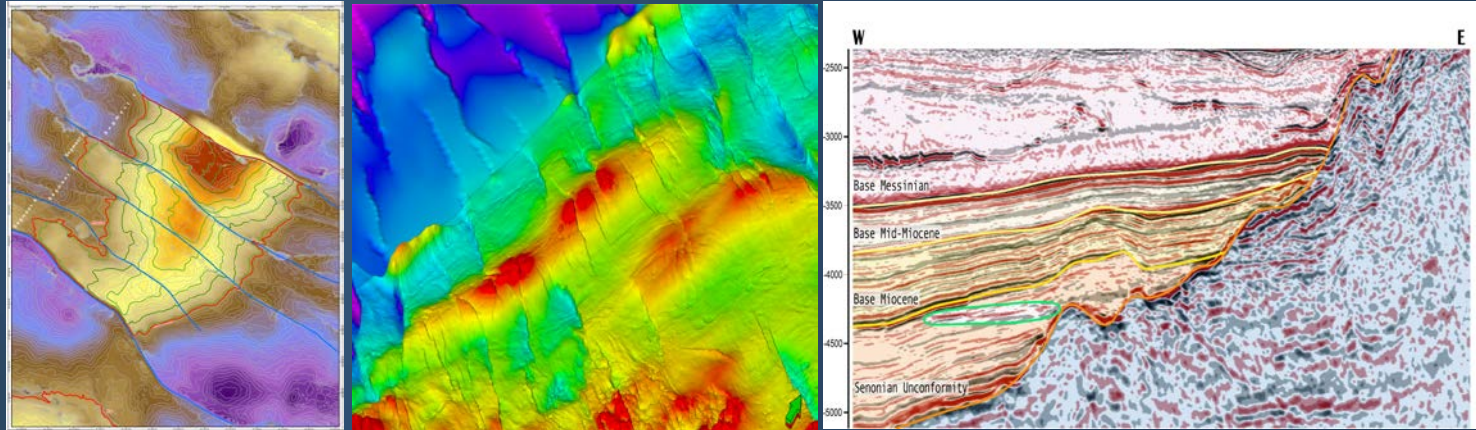 W
E
-2500
-3000
Base Messinian
-3500
Base Mid-Miocene
-4000
Base Miocene
-4500
Senonian Unconformity
-5000